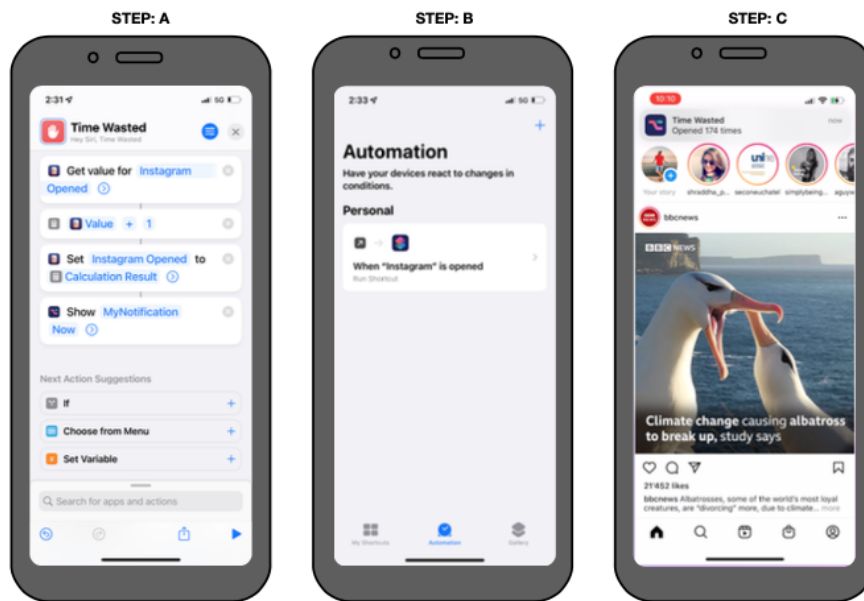 STEP: A
2:31
5G
Time Wasted
Hey Siri, Time Wasted
Get value for Instagram
Opened
Value + 1
Set Instagram Opened to
Calculation Result
Show MyNotification
Now
Next Action Suggestions
If
Choose from Menu
Set Variable
Search for apps and actions
STEP: B
2:33
5G
Automation
Have your devices react to changes in
conditions.
Personal
When "Instagram" is opened
Run Shortcut
My Shortcuts
Automation
Gallery
STEP: C
10:10
Time Wasted
now
Opened 174 times
Your story
shraddha_p...
seconeuchatel
simplybeing...
aguyw
bbcnews
BBC NEWS
Climate change causing albatross
to break up, study says
21'452 likes
bbcnews Albatrosses, some of the world's most loyal
creatures, are "divorcing" more, due to climate... more